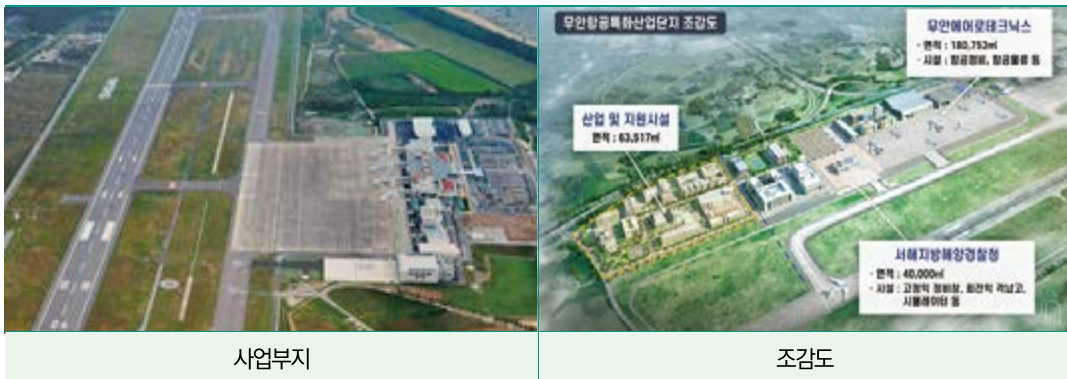 무안항공특화산업단지 조감도
무안에어로테크닉스
· 면적 : 180,753㎡
· 시설 : 항공정비, 항공물류 등
산업 및 지원시설
면적 : 63,517㎡
서해지방해양경찰청
· 면적 : 40,000㎡
· 시설 : 고정익 정비창, 회전익 격납고,
시뮬레이터 등
사업부지
조감도